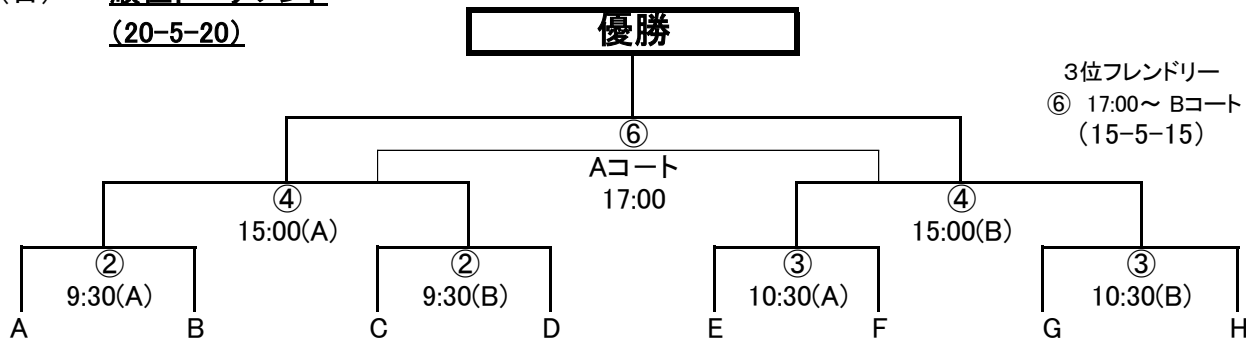 (20-5-20)
優勝
３位フレンドリー
⑥ 17:00～ Bコート
（15-5-15）
⑥
Aコート
17:00
④
15:00(A)
④
15:00(B)
②
9:30(A)
②
9:30(B)
③
10:30(A)
③
10:30(B)
A B C D E F G H